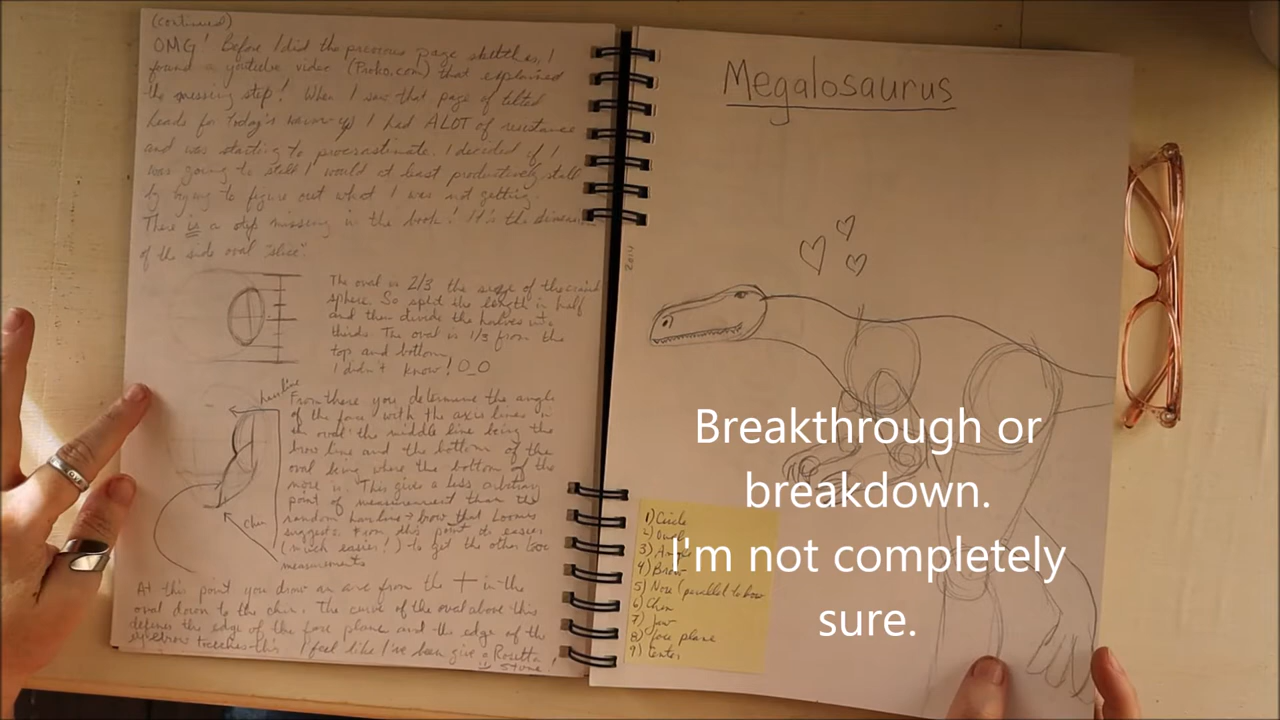 (continued)
OMG! Before I did the previous page sketches, I
found a youtube video (Proko.com) that explained
the missing step! When I saw that page of tilted
heads for today's warm-up I had A LOT of resistance
and was starting to procrastinate. I decided if I
was going to stall I would at least productively stall
by trying to figure out what I was not getting.
There is a step missing in the book! It's the
of the side oval "slice".
The oval is 2/3 the
sphere. So split the length in half
and then divide the halves into
thirds. The oval is 1/3 from the
top and bottom.
I didn't know! O_O
hairline
From there you determine the angle
of the face with the axis lines in
the oval the middle line being the
brow line and the bottom of the
oval being where the bottom of the
nose is. This gives a less arbitrary
point of measurement than the
random hairline → brow that Loomis
suggests. From this point its easier
(much easier!) to get the other two
measurements
chin
At this point you draw an arc from the + in the
oval down to the chin. The curve of the oval above this
defines the edge of the face plane and the edge of the
eyebrow touches this. I feel like I've been give a Rosetta
Stone!
Megalosaurus
2014
1) Circle
2) Oval
3)
4) Brow
5) Nose (parallel to brow
6) Chin
7) Jaw
8) face plane
9) Center
Breakthrough or
breakdown.
I'm not completely
sure.